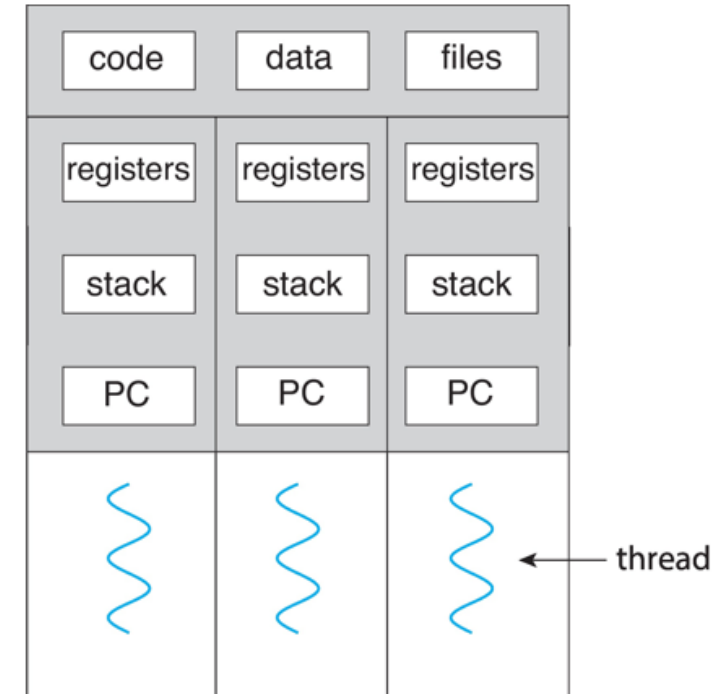 code data files
registers registers registers
stack stack stack
PC PC PC
thread